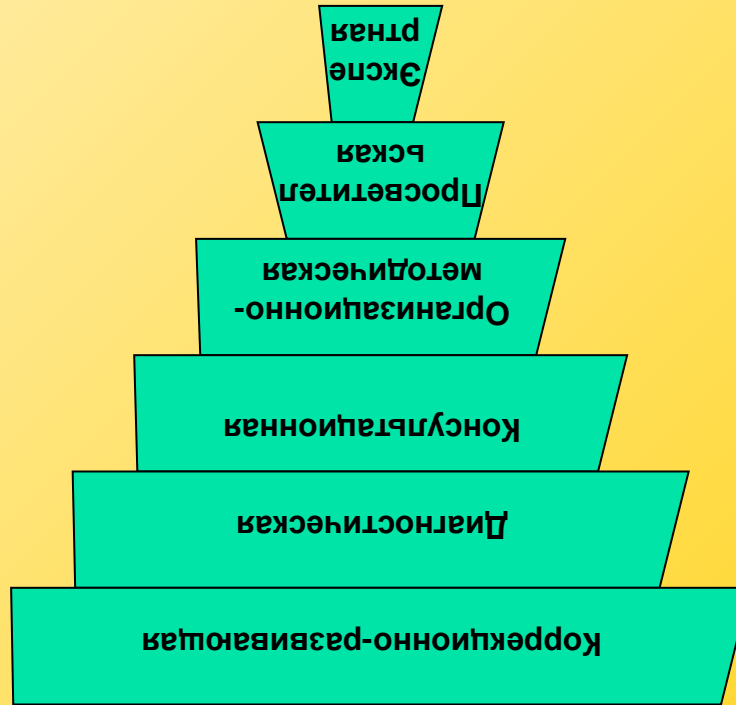 Коррекционно-развивающая
Диагностическая
Консультационная
Организационно-
методическая
Просветител
ьская
Экспе
ртная